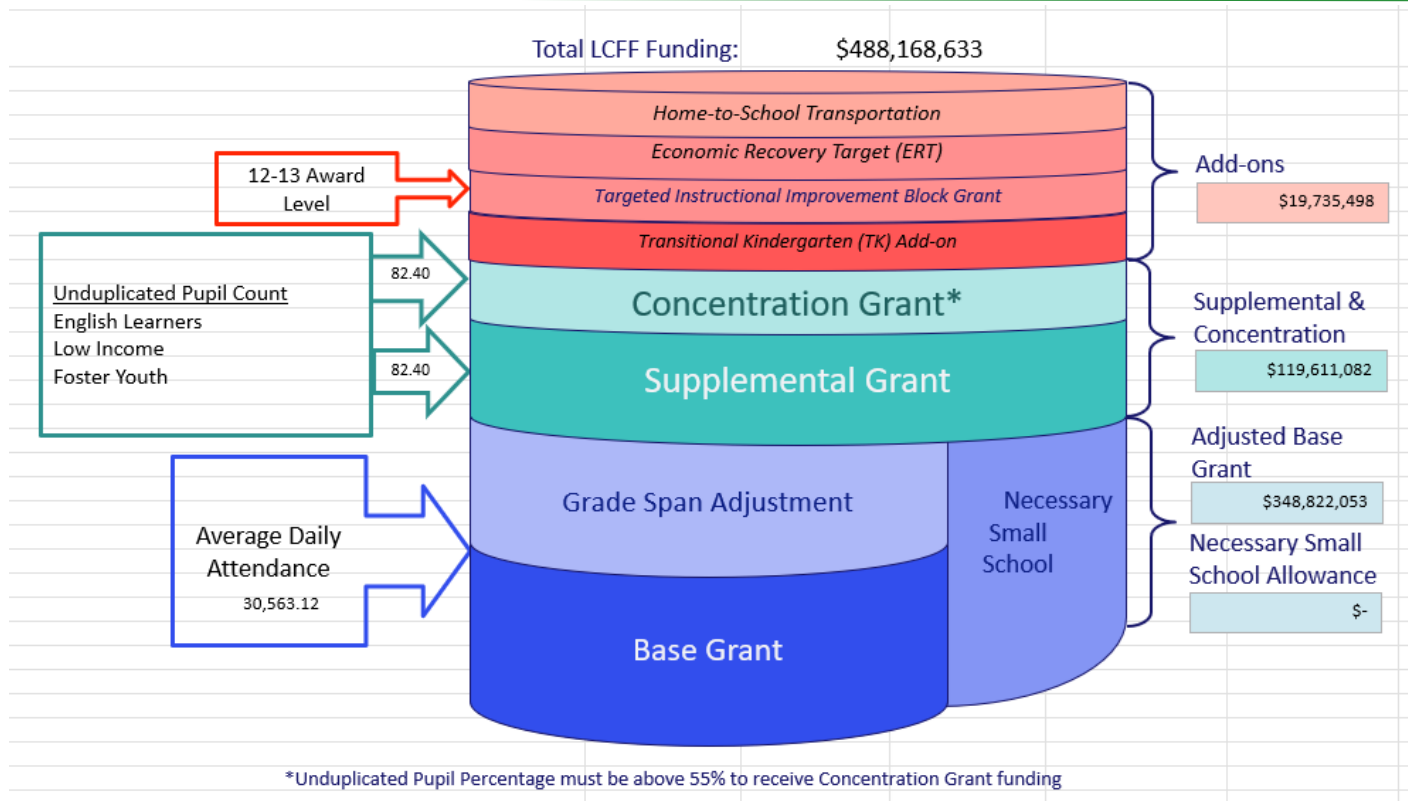 Total LCFF Funding: $488,168,633
Home-to-School Transportation
Economic Recovery Target (ERT)
Targeted Instructional Improvement Block Grant
Transitional Kindergarten (TK) Add-on
Concentration Grant*
Supplemental Grant
Grade Span Adjustment
Necessary
Small
School
Base Grant
12-13 Award
Level
Unduplicated Pupil Count
English Learners
Low Income
Foster Youth
82.40
82.40
Average Daily
Attendance
30,563.12
Add-ons
$19,735,498
Supplemental &
Concentration
$119,611,082
Adjusted Base
Grant
$348,822,053
Necessary Small
School Allowance
$-
*Unduplicated Pupil Percentage must be above 55% to receive Concentration Grant funding